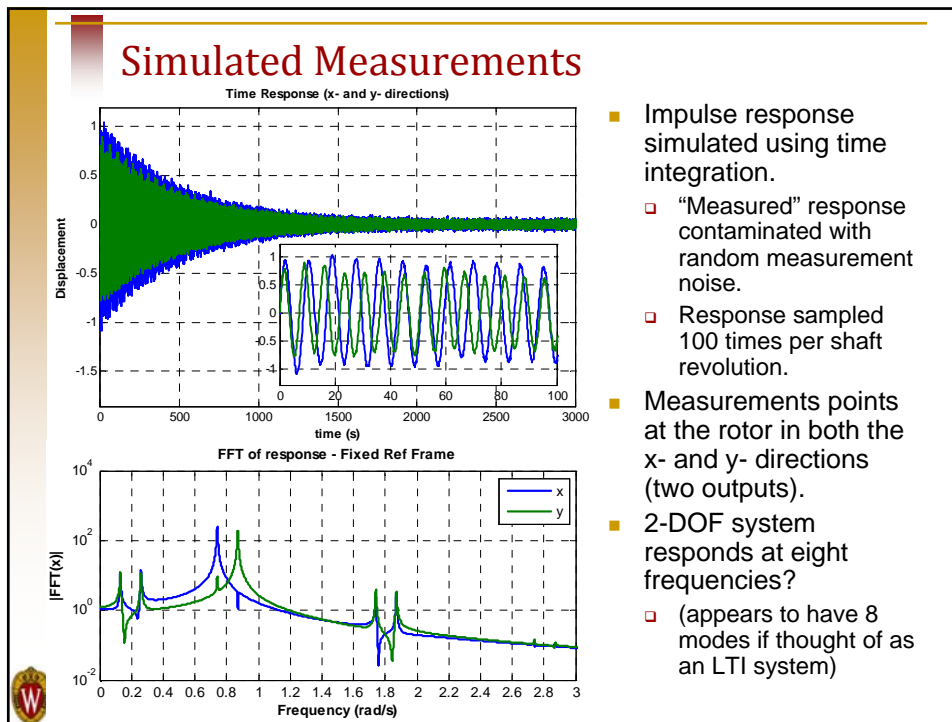 Simulated Measurements
Time Response (x- and y- directions)
1
0.5
0
-0.5
-1
-1.5
Displacement
1
0.5
0
-0.5
-1
0 20 40 60 80 100
0 500 1000 1500 2000 2500 3000
time (s)
FFT of response - Fixed Ref Frame
10^4
10^2
10^0
10^-2
|FFT(x)|
x
y
0 0.2 0.4 0.6 0.8 1 1.2 1.4 1.6 1.8 2 2.2 2.4 2.6 2.8 3
Frequency (rad/s)
Impulse response
simulated using time
integration.
“Measured” response
contaminated with
random measurement
noise.
Response sampled
100 times per shaft
revolution.
Measurements points
at the rotor in both the
x- and y- directions
(two outputs).
2-DOF system
responds at eight
frequencies?
(appears to have 8
modes if thought of as
an LTI system)
W